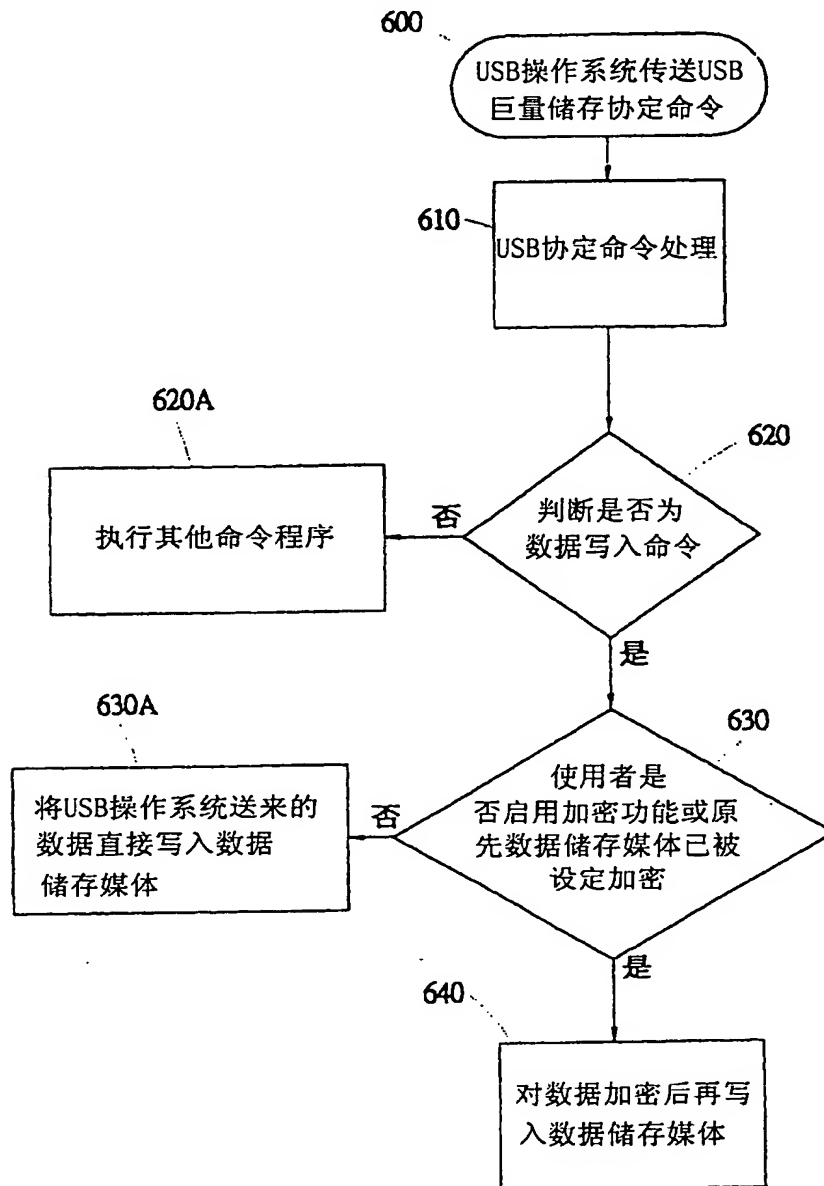 600
USB操作系统传送USB
巨量储存协定命令
610
USB协定命令处理
620A
620
执行其他命令程序
否
判断是否为
数据写入命令
是
630A
630
将USB操作系统送来的
数据直接写入数据
储存媒体
否
使用者是
否启用加密功能或原
先数据储存媒体已被
设定加密
是
640
对数据加密后再写
入数据储存媒体